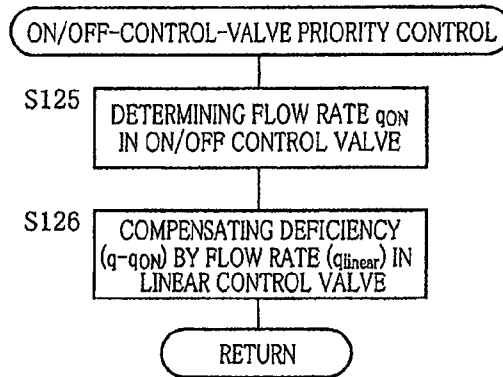 ON/OFF-CONTROL-VALVE PRIORITY CONTROL
S125
DETERMINING FLOW RATE qON
IN ON/OFF CONTROL VALVE
S126
COMPENSATING DEFICIENCY
(q-qON) BY FLOW RATE (qlinear) IN
LINEAR CONTROL VALVE
RETURN